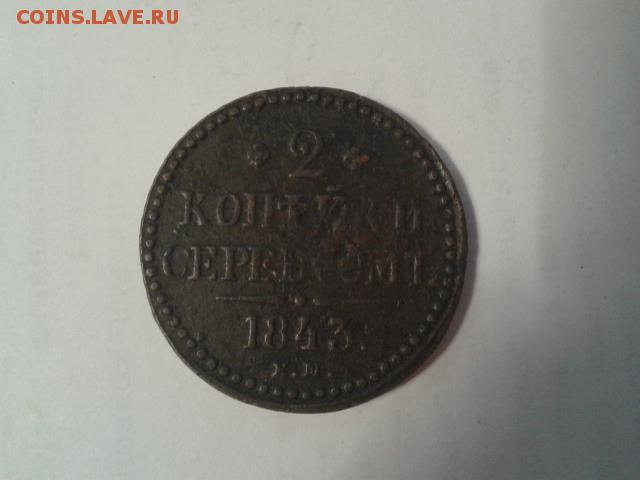 COINS.LAVE.RU
2
КОПѢЙКИ
СЕРЕБРОМЪ.
1843.
Е.М.